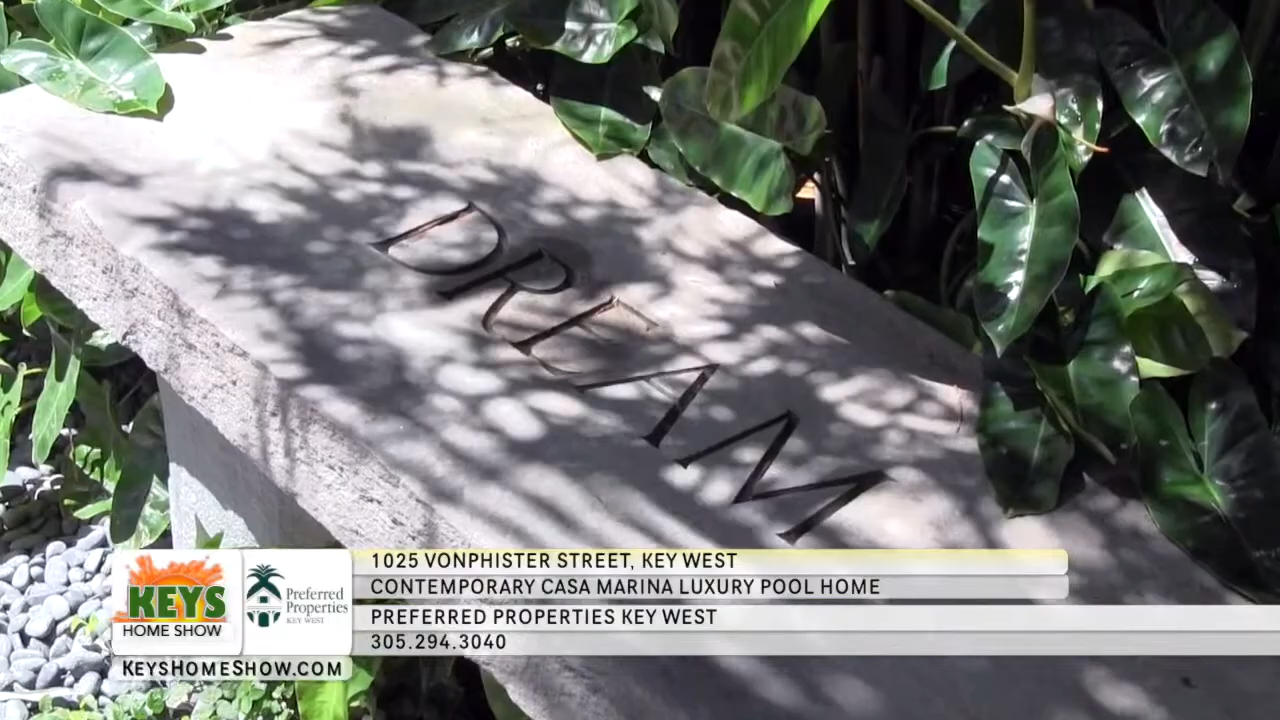 DREAM
1025 VONPHISTER STREET, KEY WEST
CONTEMPORARY CASA MARINA LUXURY POOL HOME
PREFERRED PROPERTIES KEY WEST
305.294.3040
KEYS
HOME SHOW
Preferred
Properties
KEY WEST
KEYSHOMESHOW.COM